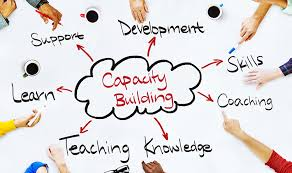 Development
Support
Skills
Capacity
Building
Learn
Coaching
Teaching
Knowledge